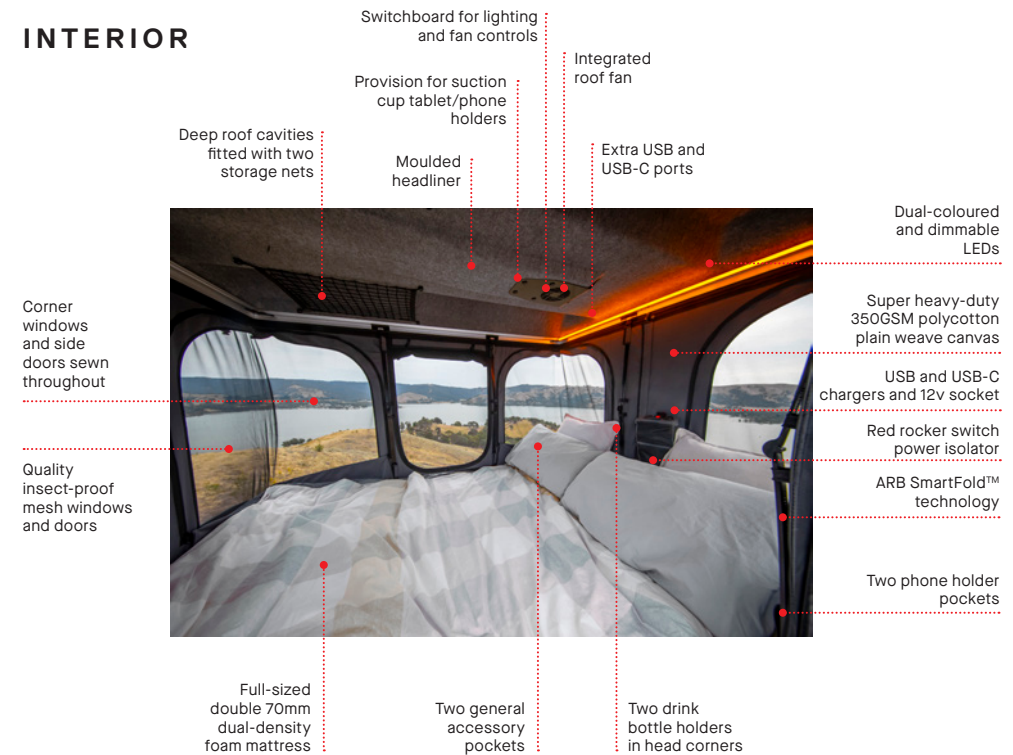 INTERIOR
Switchboard for lighting
and fan controls
Integrated
roof fan
Provision for suction
cup tablet/phone
holders
Deep roof cavities
fitted with two
storage nets
Moulded
headliner
Extra USB and
USB-C ports
Dual-coloured
and dimmable
LEDs
Corner
windows
and side
doors sewn
throughout
Super heavy-duty
350GSM polycotton
plain weave canvas
USB and USB-C
chargers and 12v socket
Red rocker switch
power isolator
Quality
insect-proof
mesh windows
and doors
ARB SmartFold™
technology
Two phone holder
pockets
Full-sized
double 70mm
dual-density
foam mattress
Two general
accessory
pockets
Two drink
bottle holders
in head corners